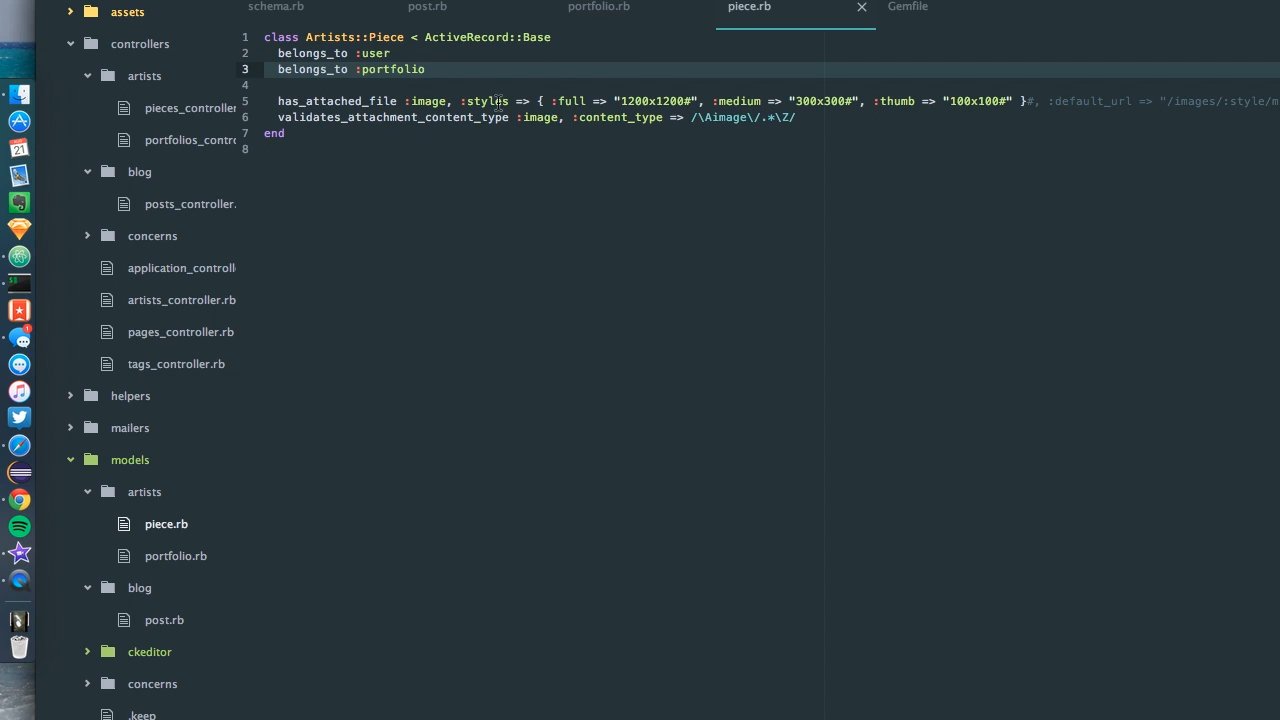 schema.rb post.rb portfolio.rb piece.rb Gemfile
assets
controllers
artists
pieces_controller
portfolios_contro
blog
posts_controller.
concerns
application_controll
artists_controller.rb
pages_controller.rb
tags_controller.rb
helpers
mailers
models
artists
piece.rb
portfolio.rb
blog
post.rb
ckeditor
concerns
.keep
1 class Artists::Piece < ActiveRecord::Base
2 belongs_to :user
3 belongs_to :portfolio
4
5 has_attached_file :image, :styles => { :full => "1200x1200#", :medium => "300x300#", :thumb => "100x100#" }#, :default_url => "/images/:style/m
6 validates_attachment_content_type :image, :content_type => /\Aimage\/.*\Z/
7 end
8
21
1